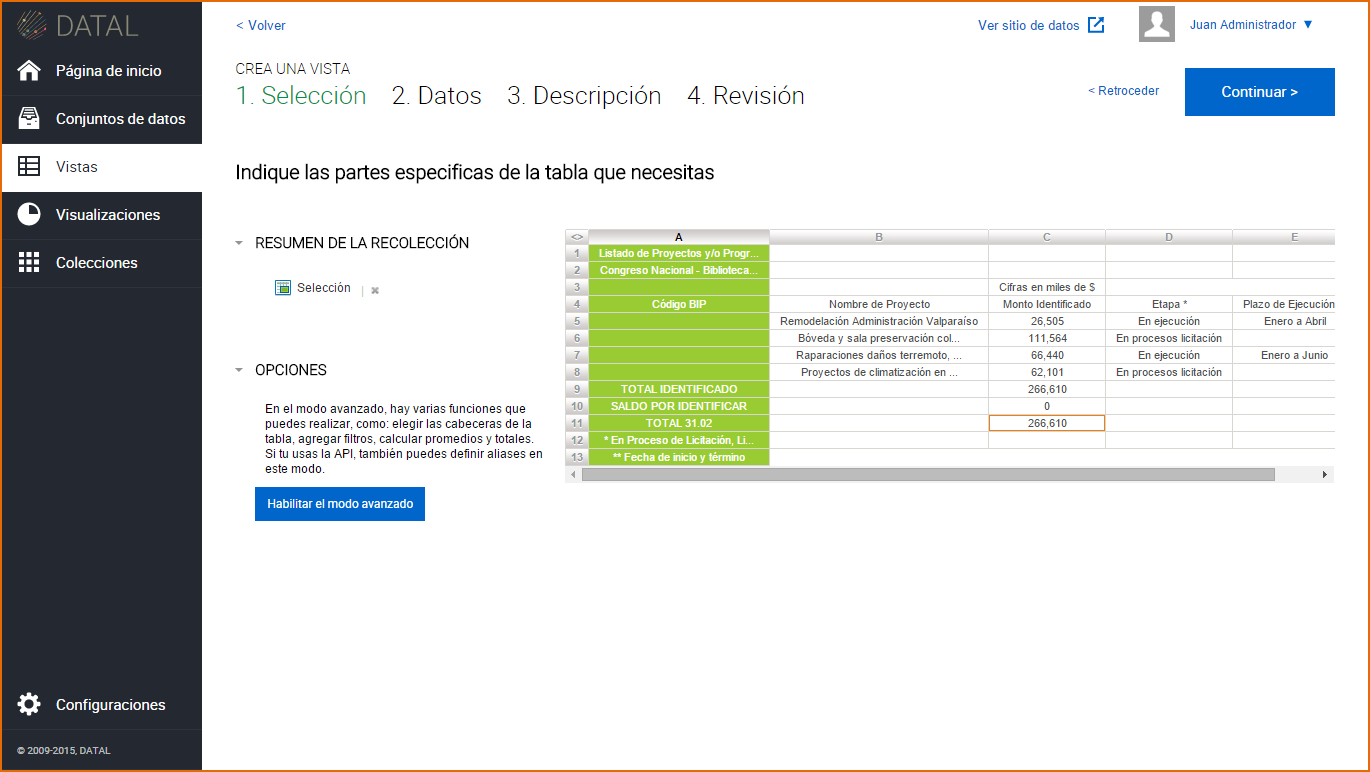 DATAL
Página de inicio
Conjuntos de datos
Vistas
Visualizaciones
Colecciones
Configuraciones
© 2009-2015, DATAL
< Volver
Ver sitio de datos
Juan Administrador ▼
CREA UNA VISTA
1. Selección 2. Datos 3. Descripción 4. Revisión
< Retroceder
Continuar >
Indique las partes especificas de la tabla que necesitas
RESUMEN DE LA RECOLECCIÓN
Selección
OPCIONES
En el modo avanzado, hay varias funciones que
puedes realizar, como: elegir las cabeceras de la
tabla, agregar filtros, calcular promedios y totales.
Si tu usas la API, también puedes definir aliases en
este modo.
Habilitar el modo avanzado
<> A B C D E
1 Listado de Proyectos y/o Progr...
2 Congreso Nacional - Biblioteca...
3 Cifras en miles de $
4 Código BIP Nombre de Proyecto Monto Identificado Etapa * Plazo de Ejecución
5 Remodelación Administración Valparaíso 26,505 En ejecución Enero a Abril
6 Bóveda y sala preservación col... 111,564 En procesos licitación
7 Raparaciones daños terremoto, ... 66,440 En ejecución Enero a Junio
8 Proyectos de climatización en ... 62,101 En procesos licitación
9 TOTAL IDENTIFICADO 266,610
10 SALDO POR IDENTIFICAR 0
11 TOTAL 31.02 266,610
12 * En Proceso de Licitación, Li...
13 ** Fecha de inicio y término